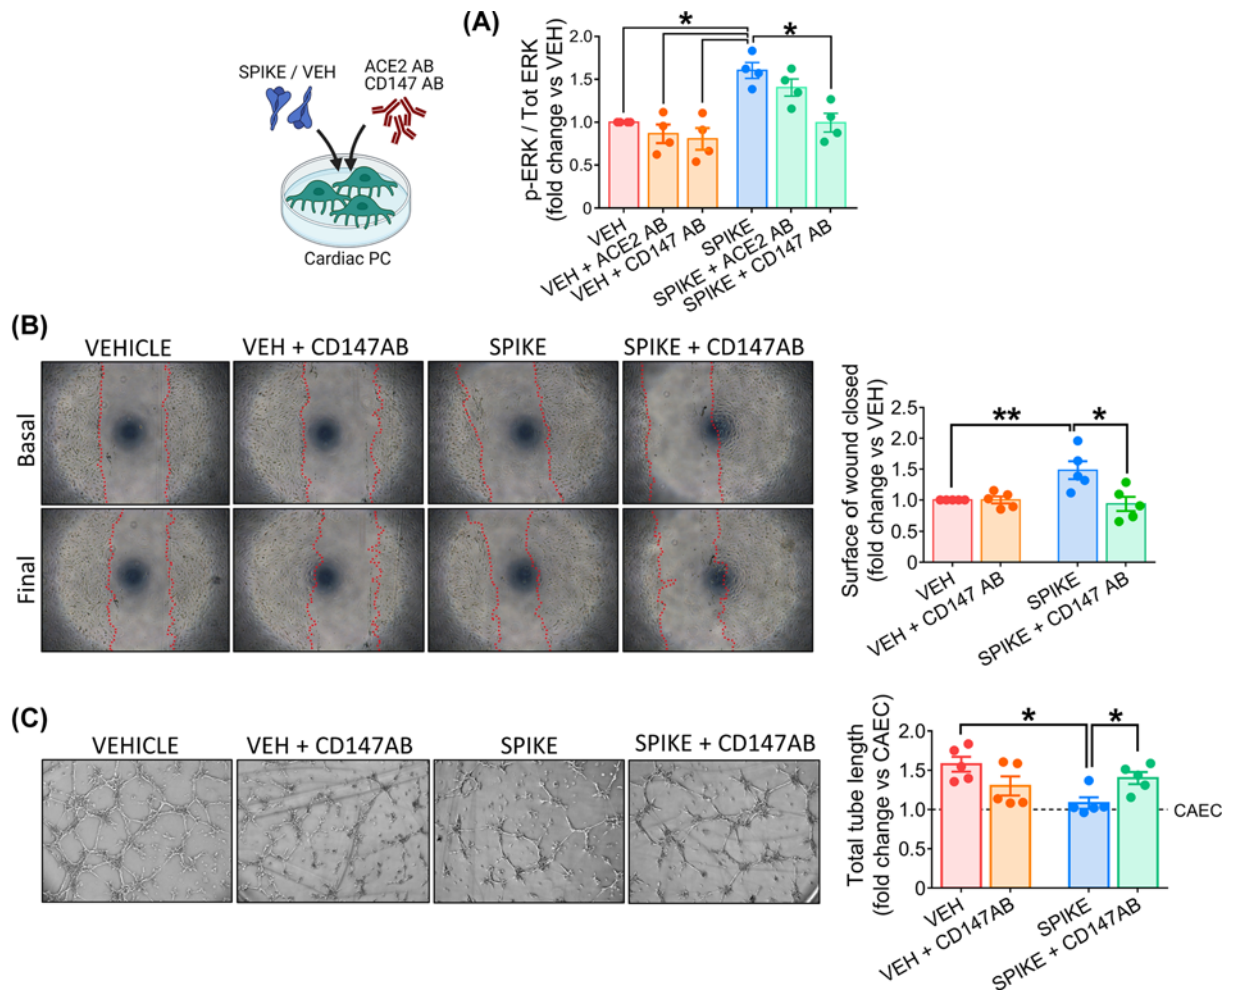 (A)
SPIKE / VEH
ACE2 AB
CD147 AB
Cardiac PC
p-ERK / Tot ERK
(fold change vs VEH)
2.0
1.5
1.0
0.5
0
*
*
VEH
VEH + ACE2 AB
VEH + CD147 AB
SPIKE
SPIKE + ACE2 AB
SPIKE + CD147 AB
(B)
VEHICLE
VEH + CD147AB
SPIKE
SPIKE + CD147AB
Basal
Final
Surface of wound closed
(fold change vs VEH)
2.5
2.0
1.5
1.0
0.5
0
**
*
VEH
VEH + CD147 AB
SPIKE
SPIKE + CD147 AB
(C)
VEHICLE
VEH + CD147AB
SPIKE
SPIKE + CD147AB
Total tube length
(fold change vs CAEC)
2.0
1.5
1.0
0.5
0
*
*
CAEC
VEH
VEH + CD147AB
SPIKE
SPIKE + CD147AB